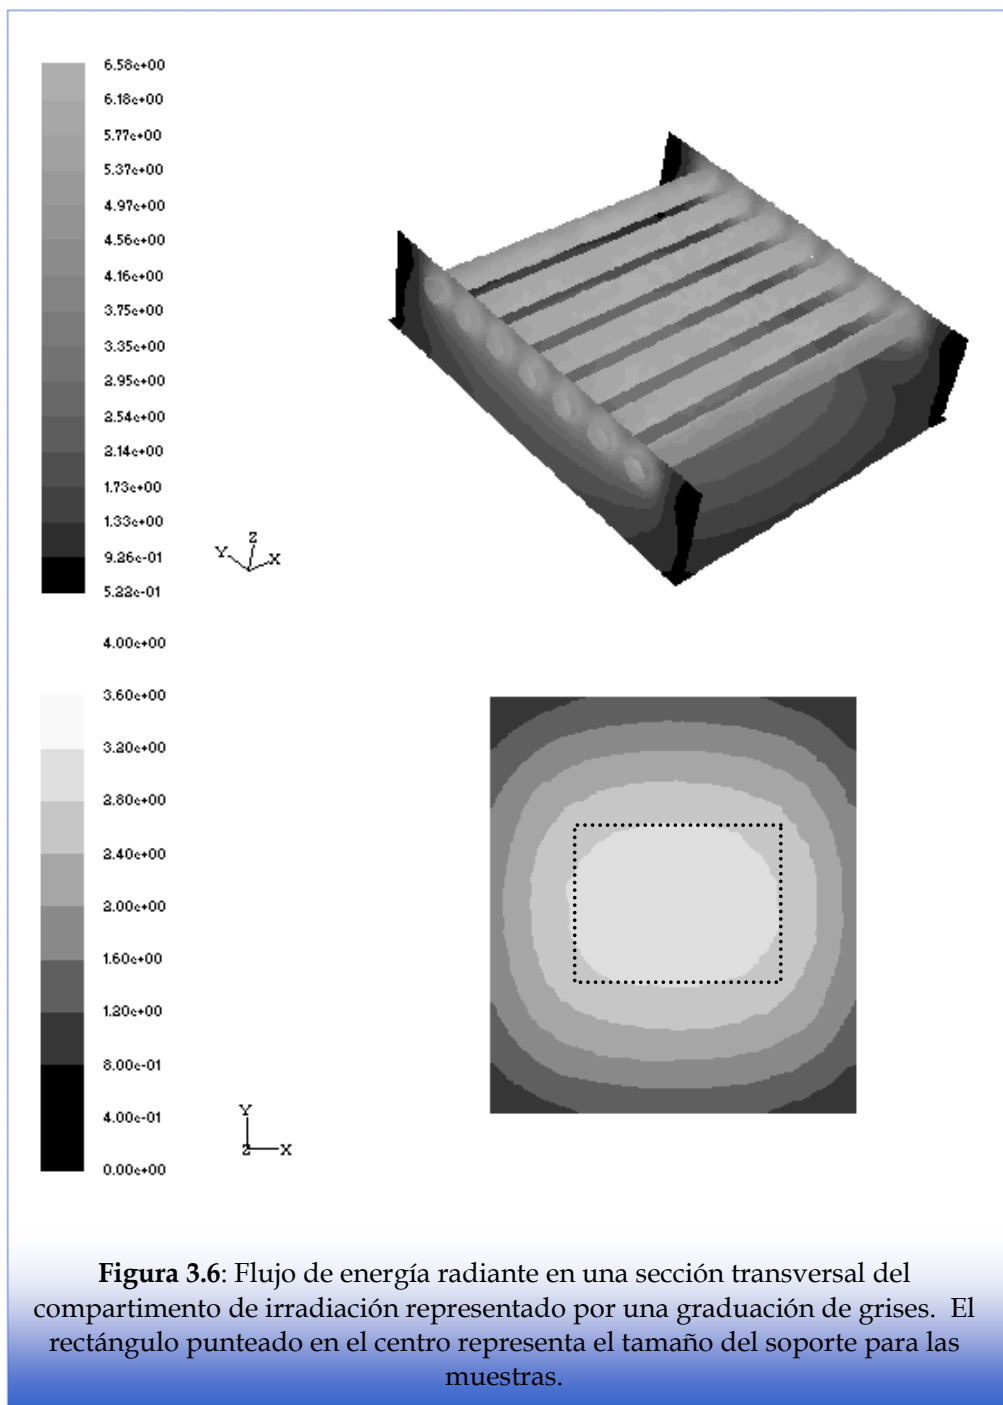 6.58e+00
6.18e+00
5.77e+00
5.37e+00
4.97e+00
4.56e+00
4.16e+00
3.75e+00
3.35e+00
2.95e+00
2.54e+00
2.14e+00
1.73e+00
1.33e+00
9.26e-01
5.22e-01
Y Z X
4.00e+00
3.60e+00
3.20e+00
2.80e+00
2.40e+00
2.00e+00
1.60e+00
1.20e+00
8.00e-01
4.00e-01
0.00e+00
Y
Z X
Figura 3.6: Flujo de energía radiante en una sección transversal del
compartimento de irradiación representado por una graduación de grises. El
rectángulo punteado en el centro representa el tamaño del soporte para las
muestras.